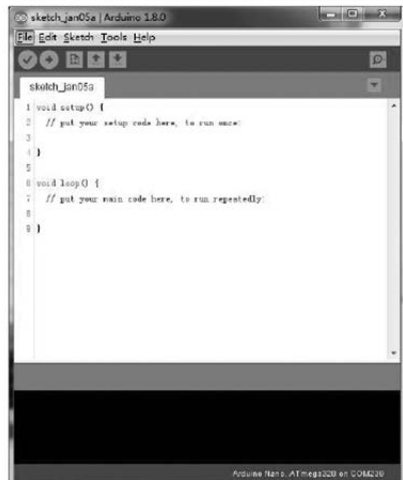 sketch_jan05a | Arduino 1.8.0
File Edit Sketch Tools Help
sketch_jan05a
1 void setup() {
2 // put your setup code here, to run once:
3
4 }
5
6 void loop() {
7 // put your main code here, to run repeatedly:
8
9 }
Arduino Nano, ATmega328 on COM230